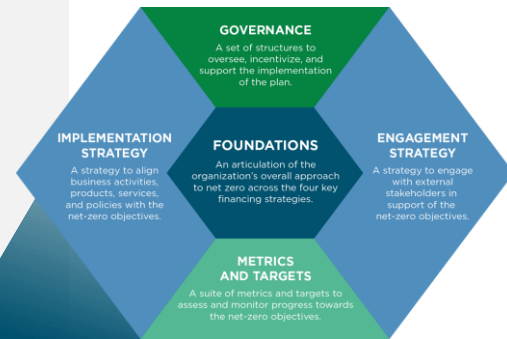 GOVERNANCE
A set of structures to
oversee, incentivize, and
support the implementation
of the plan.
IMPLEMENTATION
STRATEGY
A strategy to align
business activities,
products, services,
and policies with the
net-zero objectives.
FOUNDATIONS
An articulation of the
organization's overall approach
to net zero across the four key
financing strategies.
ENGAGEMENT
STRATEGY
A strategy to engage
with external
stakeholders in
support of the
net-zero objectives.
METRICS
AND TARGETS
A suite of metrics and targets to
assess and monitor progress towards
the net-zero objectives.